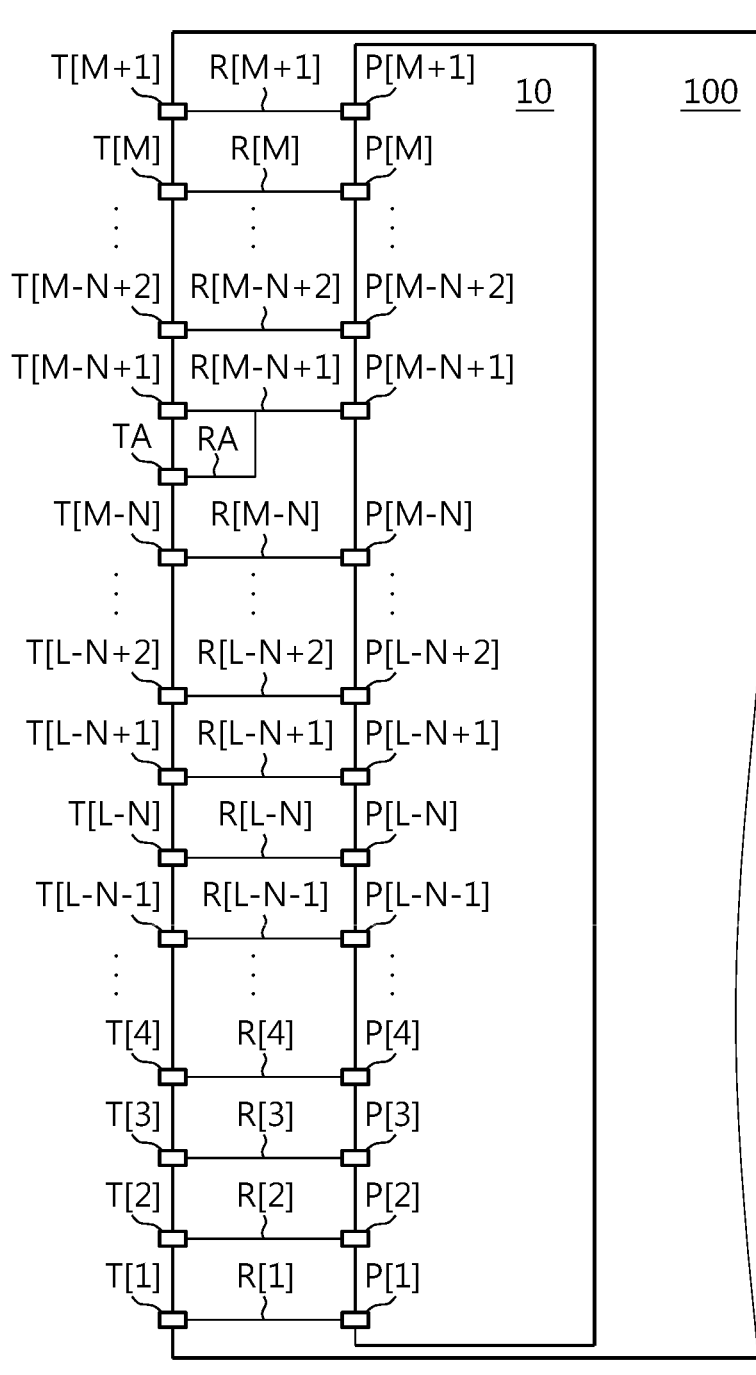 T[M+1] R[M+1] P[M+1]
10 100
T[M] R[M] P[M]
T[M-N+2] R[M-N+2] P[M-N+2]
T[M-N+1] R[M-N+1] P[M-N+1]
TA RA
T[M-N] R[M-N] P[M-N]
T[L-N+2] R[L-N+2] P[L-N+2]
T[L-N+1] R[L-N+1] P[L-N+1]
T[L-N] R[L-N] P[L-N]
T[L-N-1] R[L-N-1] P[L-N-1]
T[4] R[4] P[4]
T[3] R[3] P[3]
T[2] R[2] P[2]
T[1] R[1] P[1]